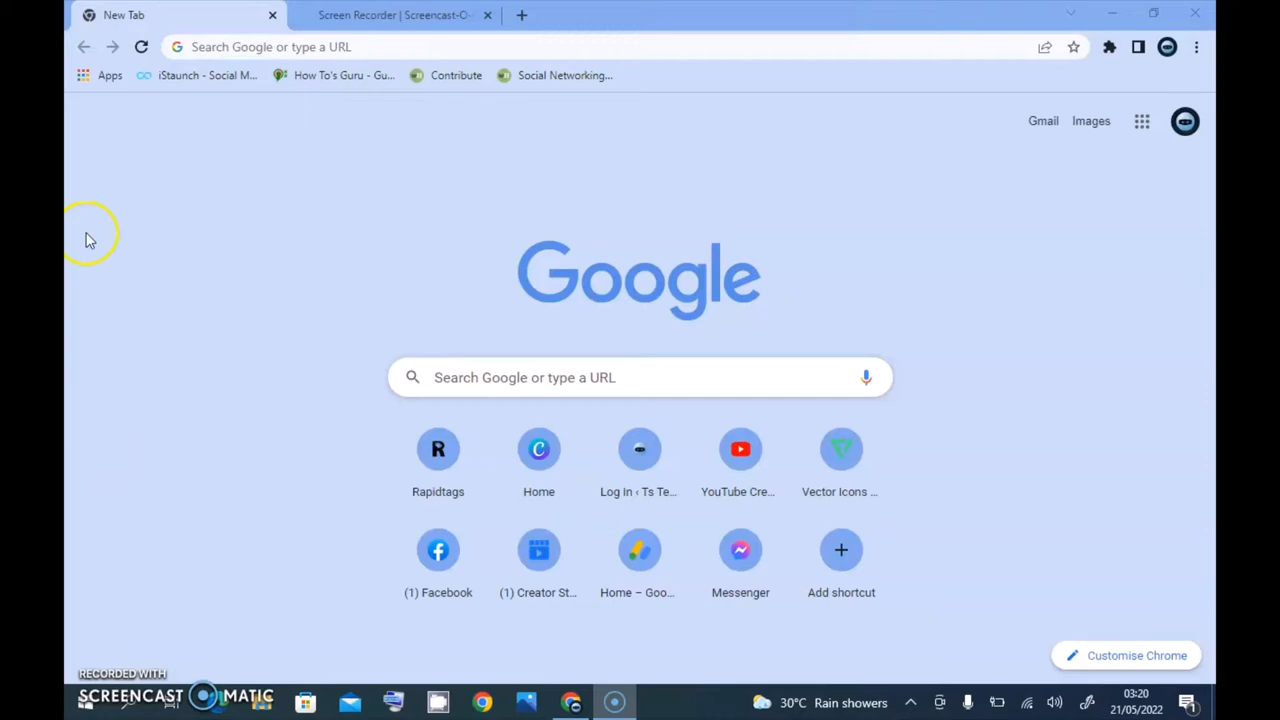 New Tab
Screen Recorder | Screencast-O-
Search Google or type a URL
Apps
iStaunch - Social M...
How To's Guru - Gu...
Contribute
Social Networking...
Gmail
Images
Google
Search Google or type a URL
R
Rapidtags
Home
Log In ‹ Ts Te...
YouTube Cre...
Vector Icons ...
(1) Facebook
(1) Creator St...
Home – Goo...
Messenger
Add shortcut
Customise Chrome
RECORDED WITH
SCREENCAST MATIC
30°C Rain showers
03:20
21/05/2022
1